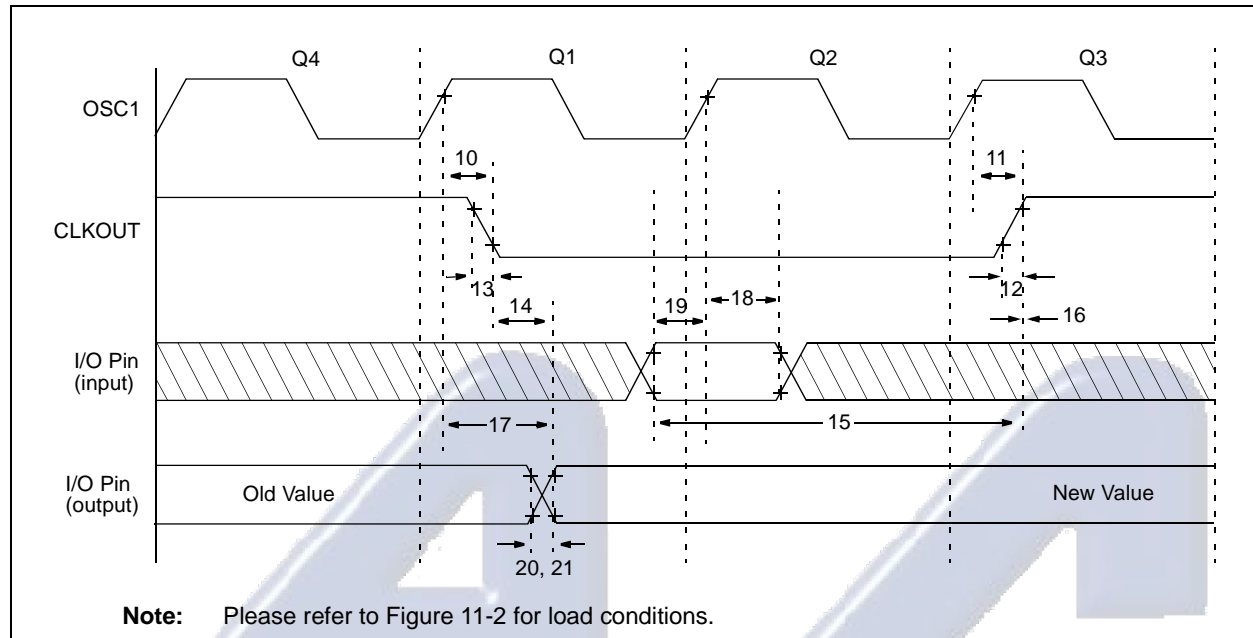 Q4 Q1 Q2 Q3
OSC1
10 11
CLKOUT
13 12
14 19 18 16
I/O Pin
(input)
17 15
I/O Pin
(output)
Old Value New Value
20, 21
Note: Please refer to Figure 11-2 for load conditions.